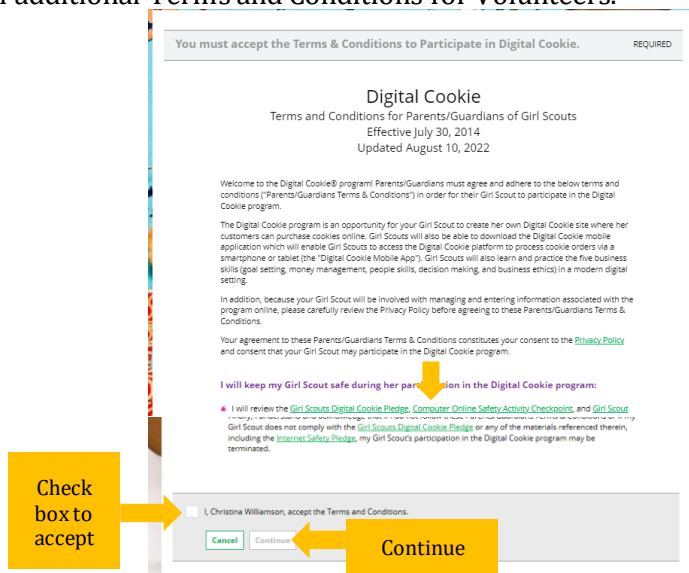 additional Terms and Conditions for Volunteers.
You must accept the Terms & Conditions to Participate in Digital Cookie. REQUIRED
Digital Cookie
Terms and Conditions for Parents/Guardians of Girl Scouts
Effective July 30, 2014
Updated August 10, 2022
Welcome to the Digital Cookie® program! Parents/Guardians must agree and adhere to the below terms and
conditions ("Parents/Guardians Terms & Conditions") in order for their Girl Scout to participate in the Digital
Cookie program.
The Digital Cookie program is an opportunity for your Girl Scout to create her own Digital Cookie site where her
customers can purchase cookies online. Girl Scouts will also be able to download the Digital Cookie mobile
application which will enable Girl Scouts to access the Digital Cookie platform to process cookie orders via a
smartphone or tablet (the "Digital Cookie Mobile App"). Girl Scouts will also learn and practice the five business
skills (goal setting, money management, people skills, decision making, and business ethics) in a modern digital
setting.
In addition, because your Girl Scout will be involved with managing and entering information associated with the
program online, please carefully review the Privacy Policy before agreeing to these Parents/Guardians Terms &
Conditions.
Your agreement to these Parents/Guardians Terms & Conditions constitutes your consent to the Privacy Policy
and consent that your Girl Scout may participate in the Digital Cookie program.
I will keep my Girl Scout safe during her par ion in the Digital Cookie program:
I will review the Girl Scouts Digital Cookie Pledge, Computer Online Safety Activity Checkpoint, and Girl Scout
Girl Scout does not comply with the Girl Scouts Digital Cookie Pledge or any of the materials referenced therein,
including the Internet Safety Pledge, my Girl Scout's participation in the Digital Cookie program may be
terminated.
Check
box to
accept
I, Christina Williamson, accept the Terms and Conditions.
Cancel Continue
Continue